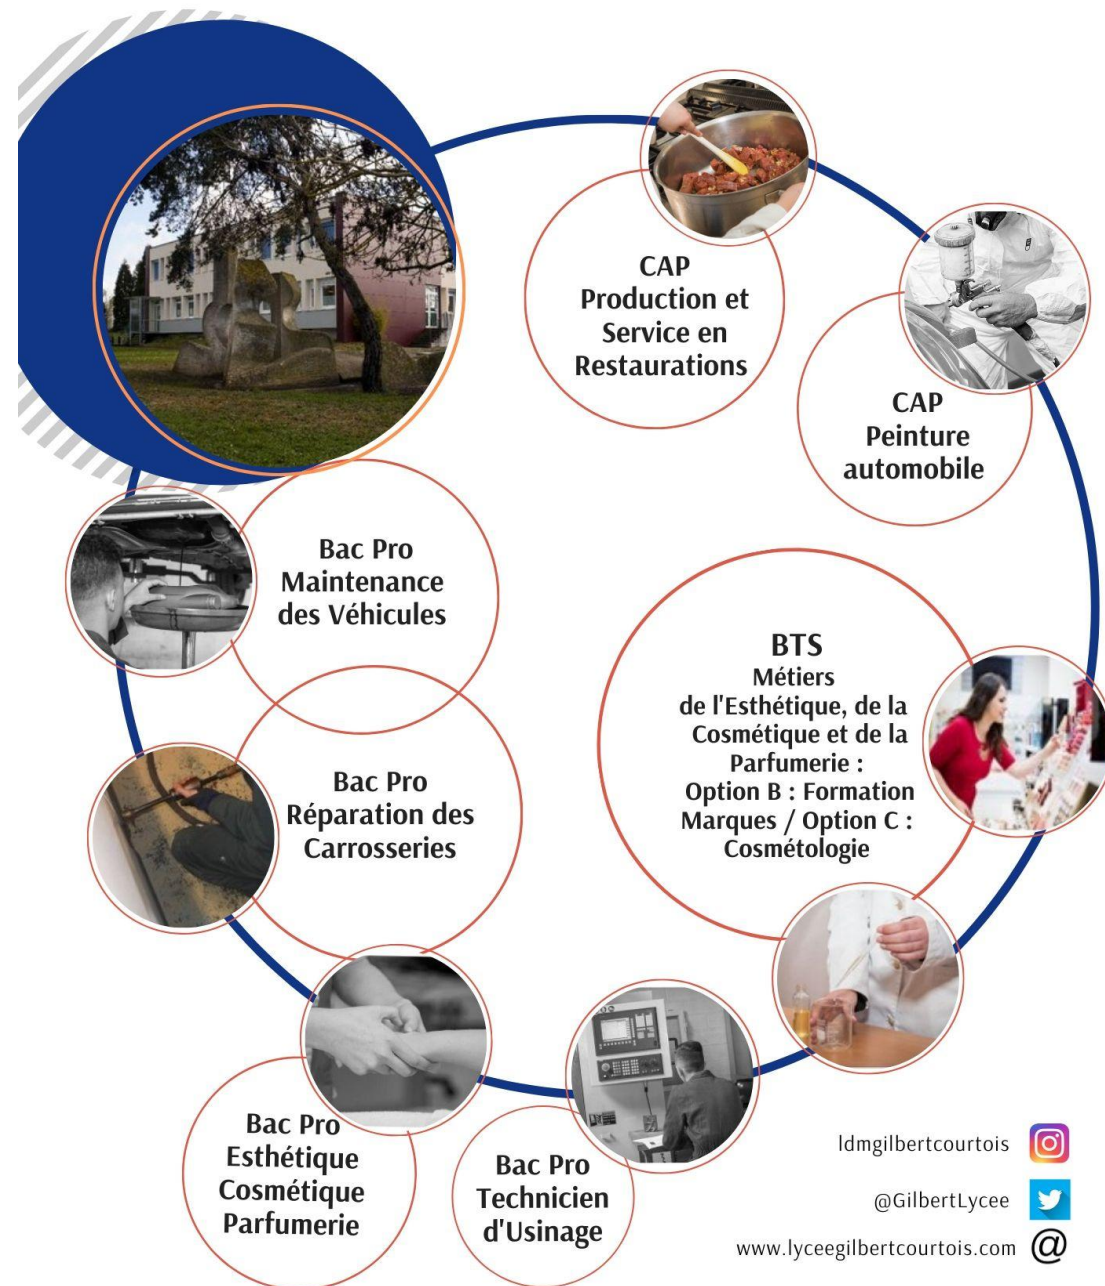 CAP
Production et
Service en
Restaurations
CAP
Peinture
automobile
Bac Pro
Maintenance
des Véhicules
BTS
Métiers
de l'Esthétique, de la
Cosmétique et de la
Parfumerie :
Option B : Formation
Marques / Option C :
Cosmétologie
Bac Pro
Réparation des
Carrosseries
Bac Pro
Esthétique
Cosmétique
Parfumerie
Bac Pro
Technicien
d'Usinage
ldmgilbertcourtois
@GilbertLycee
www.lyceegilbertcourtois.com @